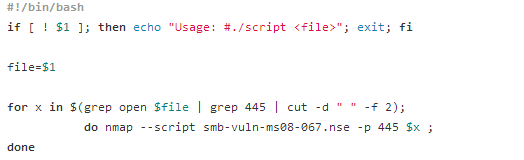 #!/bin/bash
if [ ! $1 ]; then echo "Usage: #./script <file>"; exit; fi
file=$1
for x in $(grep open $file | grep 445 | cut -d " " -f 2);
do nmap --script smb-vuln-ms08-067.nse -p 445 $x ;
done